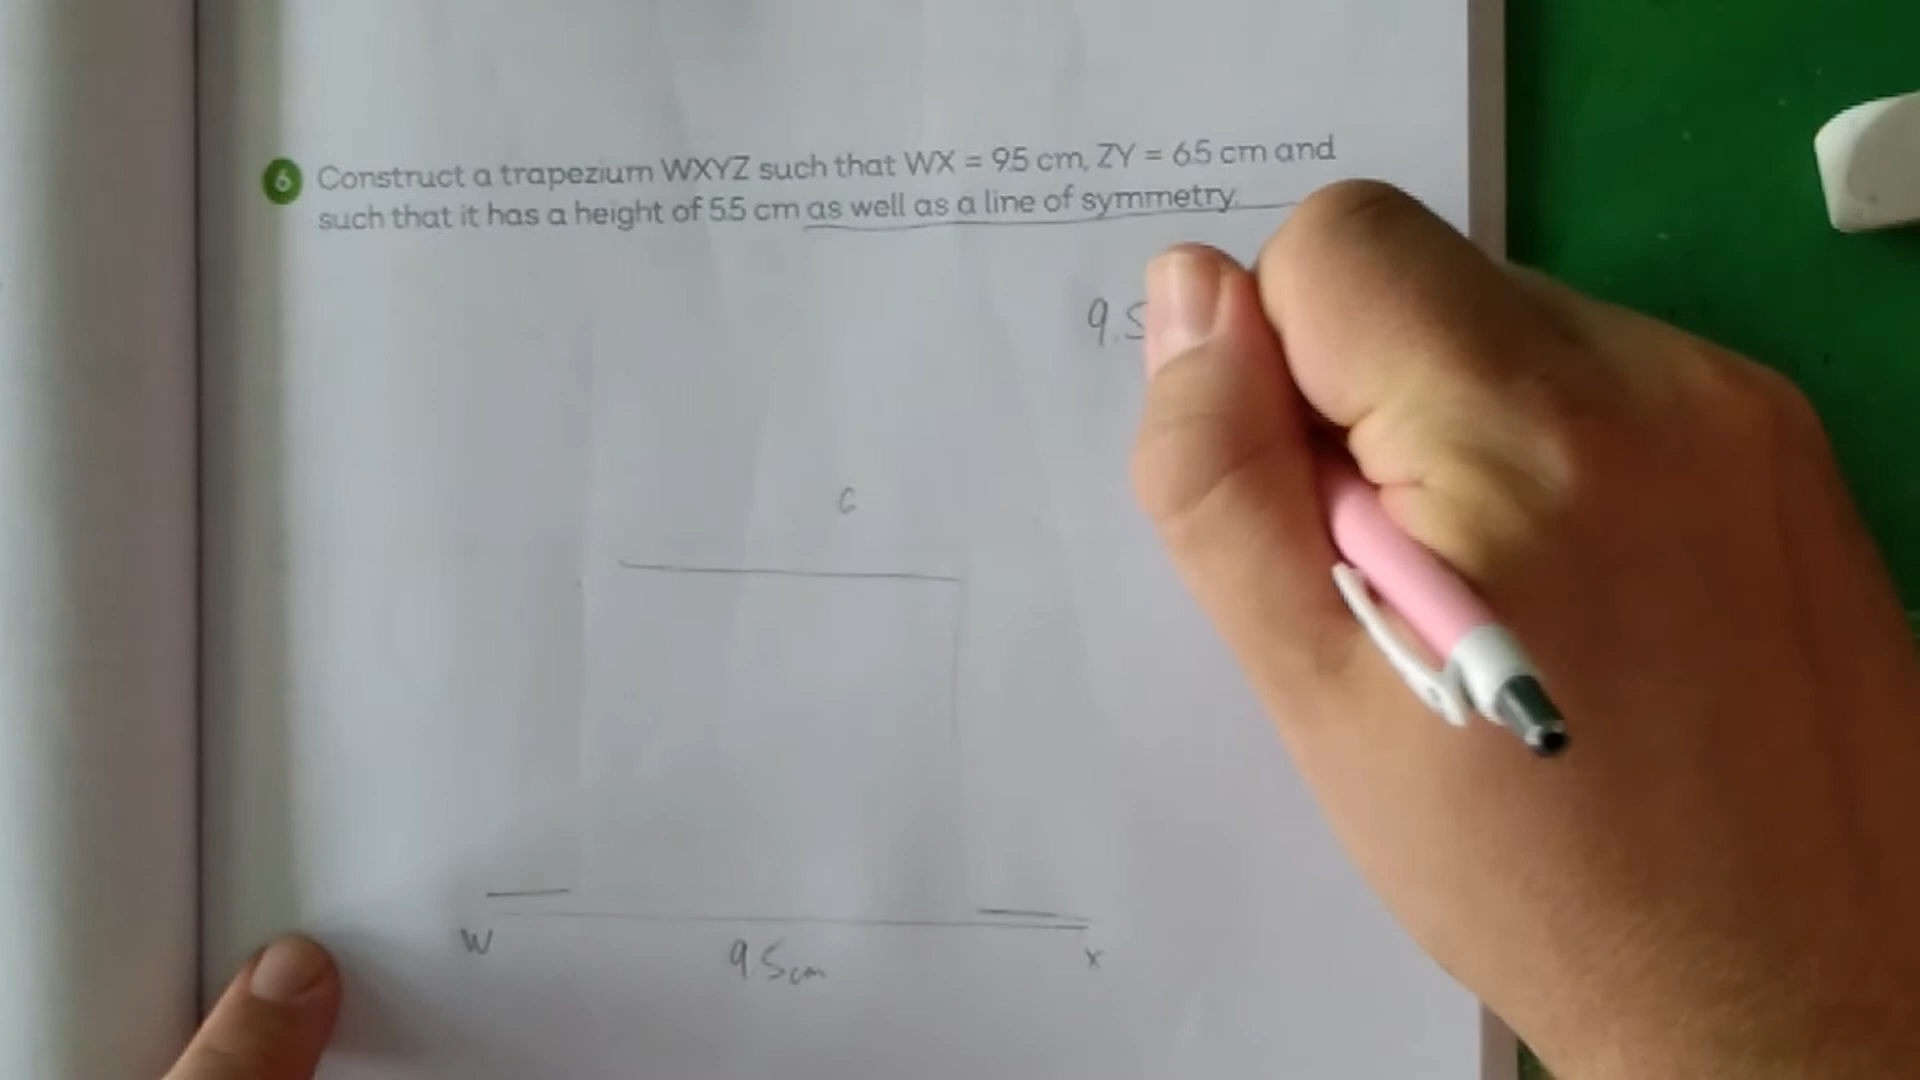 6 Construct a trapezium WXYZ such that WX = 9.5 cm, ZY = 6.5 cm and
such that it has a height of 5.5 cm as well as a line of symmetry.
9.5
6
W
9.5cm
X